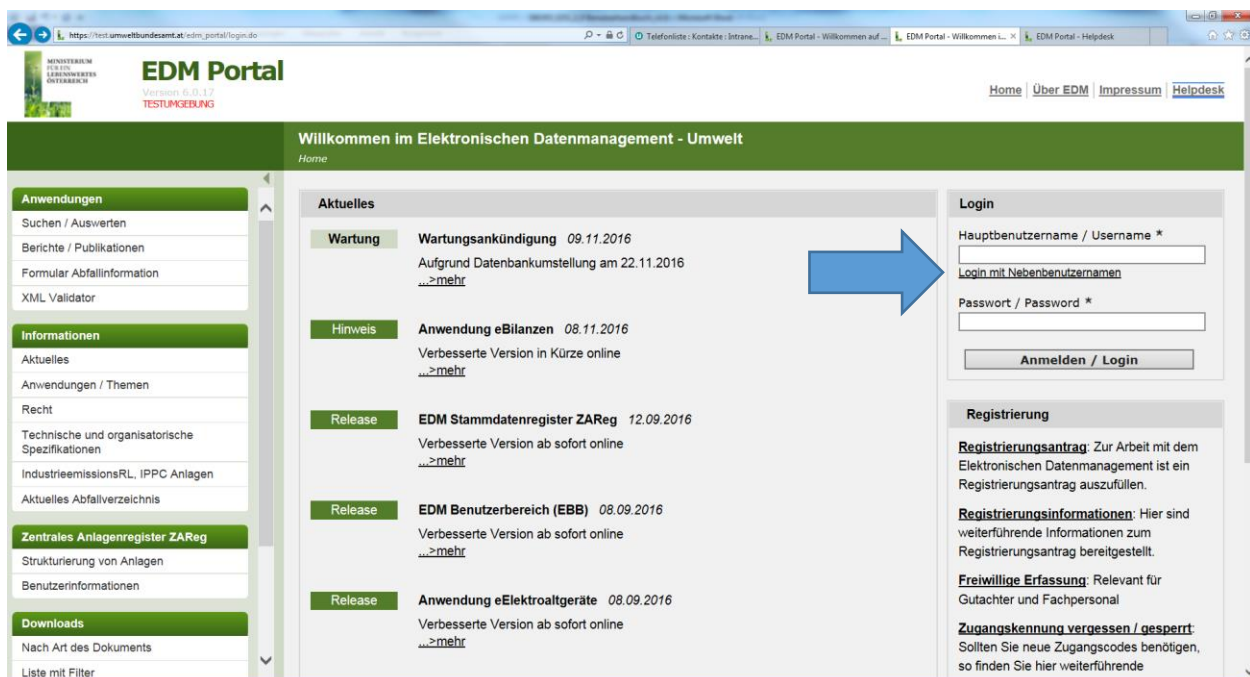 https://test.umweltbundesamt.at/edm_portal/login.do
Telefonliste : Kontakte : Intrane...
EDM Portal - Willkommen auf ...
EDM Portal - Willkommen i...
EDM Portal - Helpdesk
MINISTERIUM
FÜR EIN
LEBENSWERTES
ÖSTERREICH
EDM Portal
Version 6.0.17
TESTUMGEBUNG
Home | Über EDM | Impressum | Helpdesk
Willkommen im Elektronischen Datenmanagement - Umwelt
Home
Anwendungen
Suchen / Auswerten
Berichte / Publikationen
Formular Abfallinformation
XML Validator
Informationen
Aktuelles
Anwendungen / Themen
Recht
Technische und organisatorische
Spezifikationen
IndustrieemissionsRL, IPPC Anlagen
Aktuelles Abfallverzeichnis
Zentrales Anlagenregister ZAReg
Strukturierung von Anlagen
Benutzerinformationen
Downloads
Nach Art des Dokuments
Liste mit Filter
Aktuelles
Wartung Wartungsankündigung 09.11.2016
Aufgrund Datenbankumstellung am 22.11.2016
...>mehr
Hinweis Anwendung eBilanzen 08.11.2016
Verbesserte Version in Kürze online
...>mehr
Release EDM Stammdatenregister ZAReg 12.09.2016
Verbesserte Version ab sofort online
...>mehr
Release EDM Benutzerbereich (EBB) 08.09.2016
Verbesserte Version ab sofort online
...>mehr
Release Anwendung eElektroaltgeräte 08.09.2016
Verbesserte Version ab sofort online
...>mehr
Login
Hauptbenutzername / Username *
Login mit Nebenbenutzernamen
Passwort / Password *
Anmelden / Login
Registrierung
Registrierungsantrag: Zur Arbeit mit dem
Elektronischen Datenmanagement ist ein
Registrierungsantrag auszufüllen.
Registrierungsinformationen: Hier sind
weiterführende Informationen zum
Registrierungsantrag bereitgestellt.
Freiwillige Erfassung: Relevant für
Gutachter und Fachpersonal
Zugangskennung vergessen / gesperrt:
Sollten Sie neue Zugangscodes benötigen,
so finden Sie hier weiterführende